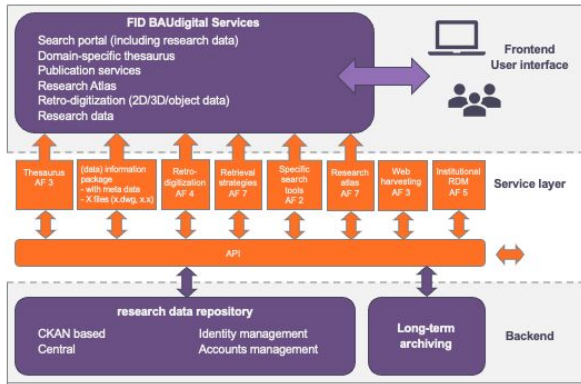 FID BAUdigital Services
Search portal (including research data)
Domain-specific thesaurus
Publication services
Research Atlas
Retro-digitization (2D/3D/object data)
Research data
Frontend
User interface
Thesaurus
AF 3
(data) information
package
- with meta data
- X files (x.dwg, x.x)
Retro-
digitization
AF 4
Retrieval
strategies
AF 7
Specific
search
tools
AF 2
Research
atlas
AF 7
Web
harvesting
AF 3
Institutional
RDM
AF 5
Service layer
API
research data repository
CKAN based
Identity management
Central
Accounts management
Long-term
archiving
Backend